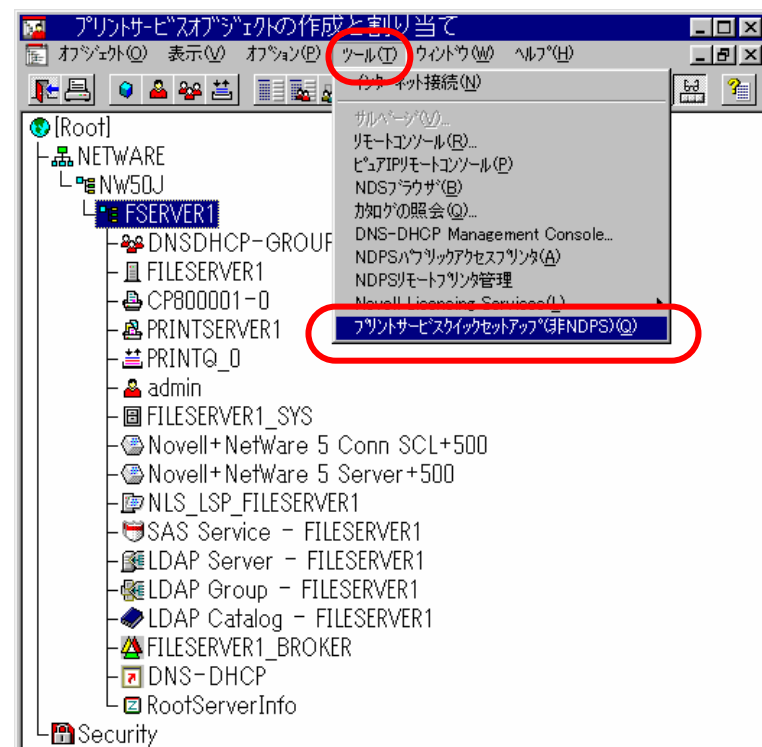 プリントサービスオブジェクトの作成と割り当て
オブジェクト(O) 表示(V) オプション(P) ツール(T) ウィンドウ(W) ヘルプ(H)
インターネット接続(N)
サルベージ(V)...
リモートコンソール(R)...
ピュアIPリモートコンソール(P)
NDSブラウザ(B)
カタログの照会(Q)...
DNS-DHCP Management Console...
NDPSパブリックアクセスプリンタ(A)
NDPSリモートプリンタ管理
Novell Licensing Services(L)
プリントサービスクイックセットアップ(非NDPS)(Q)
[Root]
NETWARE
NW50J
FSERVER1
DNSDHCP-GROUP
FILESERVER1
CP800001-0
PRINTSERVER1
PRINTQ_0
admin
FILESERVER1_SYS
Novell+NetWare 5 Conn SCL+500
Novell+NetWare 5 Server+500
NLS_LSP_FILESERVER1
SAS Service - FILESERVER1
LDAP Server - FILESERVER1
LDAP Group - FILESERVER1
LDAP Catalog - FILESERVER1
FILESERVER1_BROKER
DNS-DHCP
RootServerInfo
Security